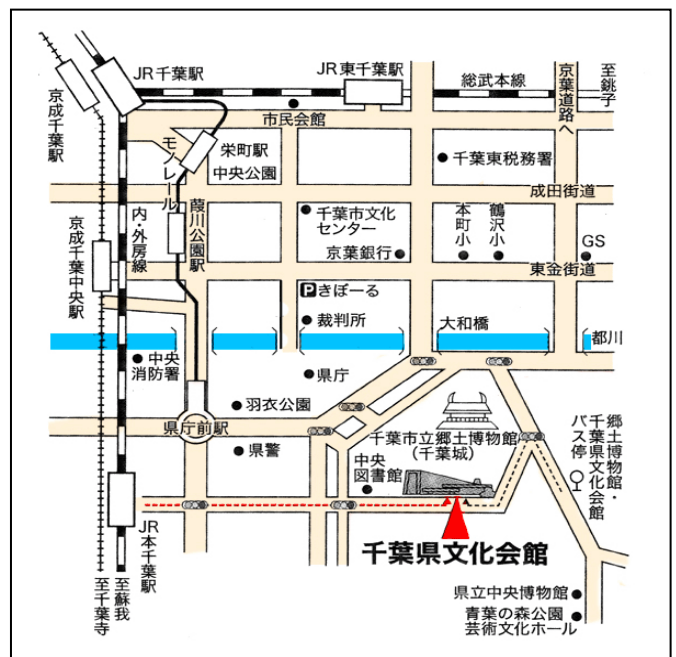 JR千葉駅
JR東千葉駅
総武本線
京葉道路へ
至銚子
京成千葉駅
市民会館
モノレール
栄町駅
中央公園
千葉東税務署
成田街道
葭川公園駅
内・外房線
京成千葉中央駅
千葉市文化
センター
本町小
鶴沢小
京葉銀行
GS
東金街道
P きぼーる
裁判所
大和橋
都川
中央
消防署
県庁
羽衣公園
県庁前駅
県警
千葉市立郷土博物館
（千葉城）
中央
図書館
郷土博物館・
千葉県文化会館
バス停
JR本千葉駅
千葉県文化会館
至蘇我
至千葉寺
県立中央博物館
青葉の森公園
芸術文化ホール